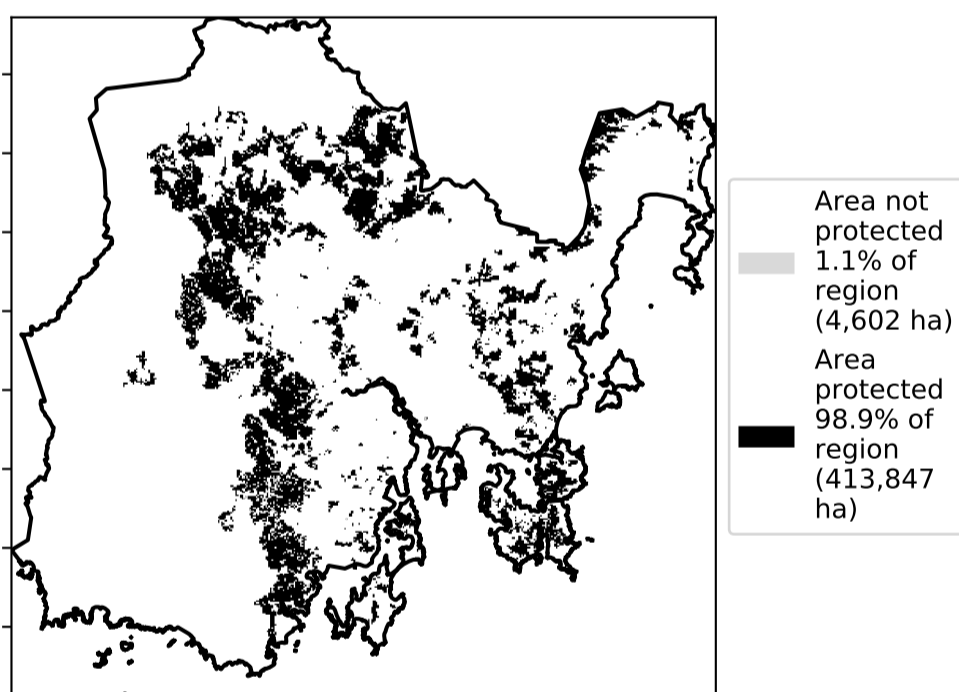 Area not
protected
1.1% of
region
(4,602 ha)
Area
protected
98.9% of
region
(413,847
ha)